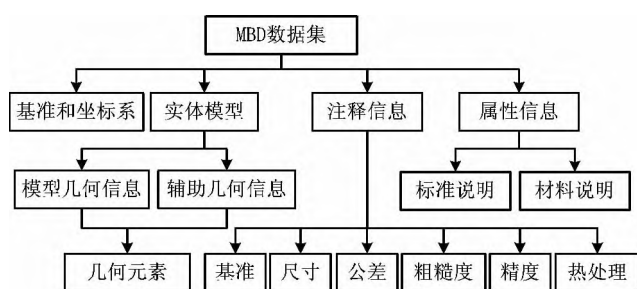 MBD数据集
基准和坐标系
实体模型
注释信息
属性信息
模型几何信息
辅助几何信息
标准说明
材料说明
几何元素
基准
尺寸
公差
粗糙度
精度
热处理